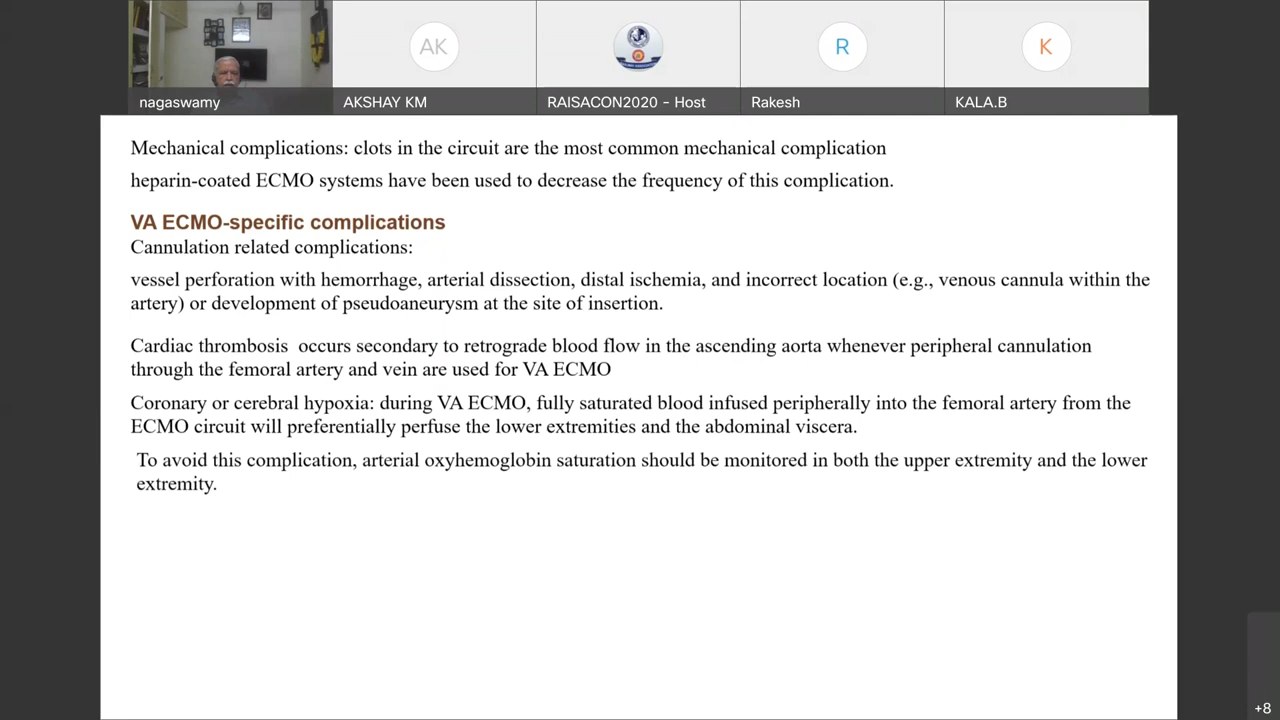 AK
R
K
nagaswamy
AKSHAY KM
RAISACON2020 - Host
Rakesh
KALA.B
Mechanical complications: clots in the circuit are the most common mechanical complication
heparin-coated ECMO systems have been used to decrease the frequency of this complication.
VA ECMO-specific complications
Cannulation related complications:
vessel perforation with hemorrhage, arterial dissection, distal ischemia, and incorrect location (e.g., venous cannula within the
artery) or development of pseudoaneurysm at the site of insertion.
Cardiac thrombosis  occurs secondary to retrograde blood flow in the ascending aorta whenever peripheral cannulation
through the femoral artery and vein are used for VA ECMO
Coronary or cerebral hypoxia: during VA ECMO, fully saturated blood infused peripherally into the femoral artery from the
ECMO circuit will preferentially perfuse the lower extremities and the abdominal viscera.
To avoid this complication, arterial oxyhemoglobin saturation should be monitored in both the upper extremity and the lower
extremity.
+8